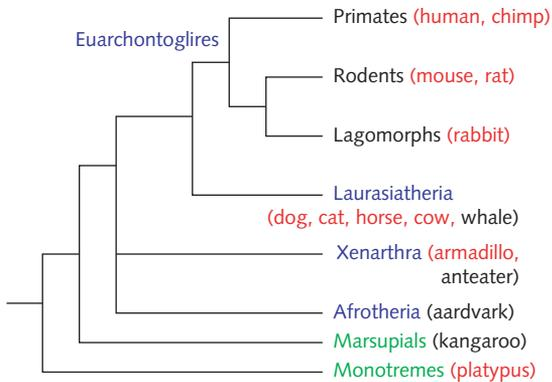 Primates (human, chimp)
Euarchontoglires
Rodents (mouse, rat)
Lagomorphs (rabbit)
Laurasiatheria
(dog, cat, horse, cow, whale)
Xenarthra (armadillo,
anteater)
Afrotheria (aardvark)
Marsupials (kangaroo)
Monotremes (platypus)